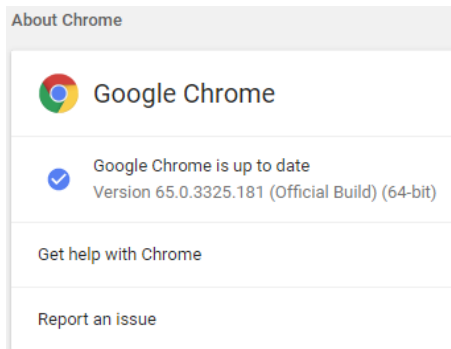 About Chrome
Google Chrome
Google Chrome is up to date
Version 65.0.3325.181 (Official Build) (64-bit)
Get help with Chrome
Report an issue